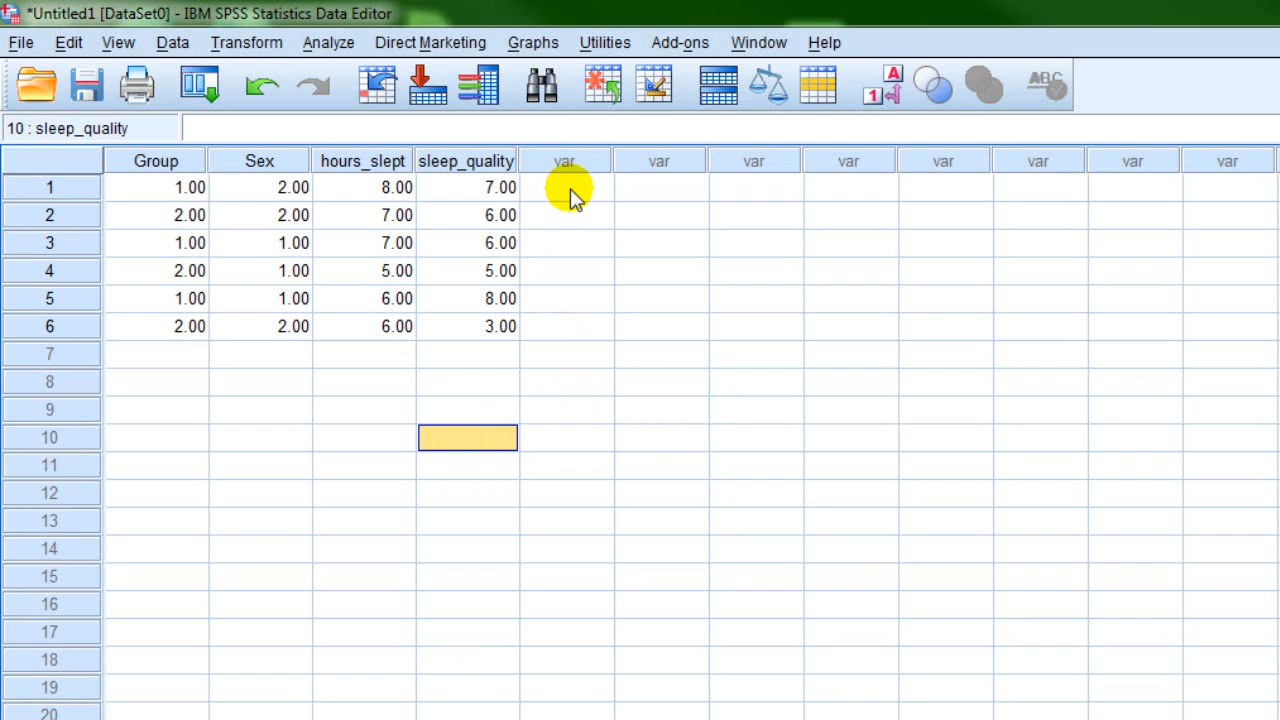 *Untitled1 [DataSet0] - IBM SPSS Statistics Data Editor
File Edit View Data Transform Analyze Direct Marketing Graphs Utilities Add-ons Window Help
A
1
ABC
10 : sleep_quality
Group Sex hours_slept sleep_quality var var var var var var var var
1 1.00 2.00 8.00 7.00
2 2.00 2.00 7.00 6.00
3 1.00 1.00 7.00 6.00
4 2.00 1.00 5.00 5.00
5 1.00 1.00 6.00 8.00
6 2.00 2.00 6.00 3.00
7
8
9
10
11
12
13
14
15
16
17
18
19
20